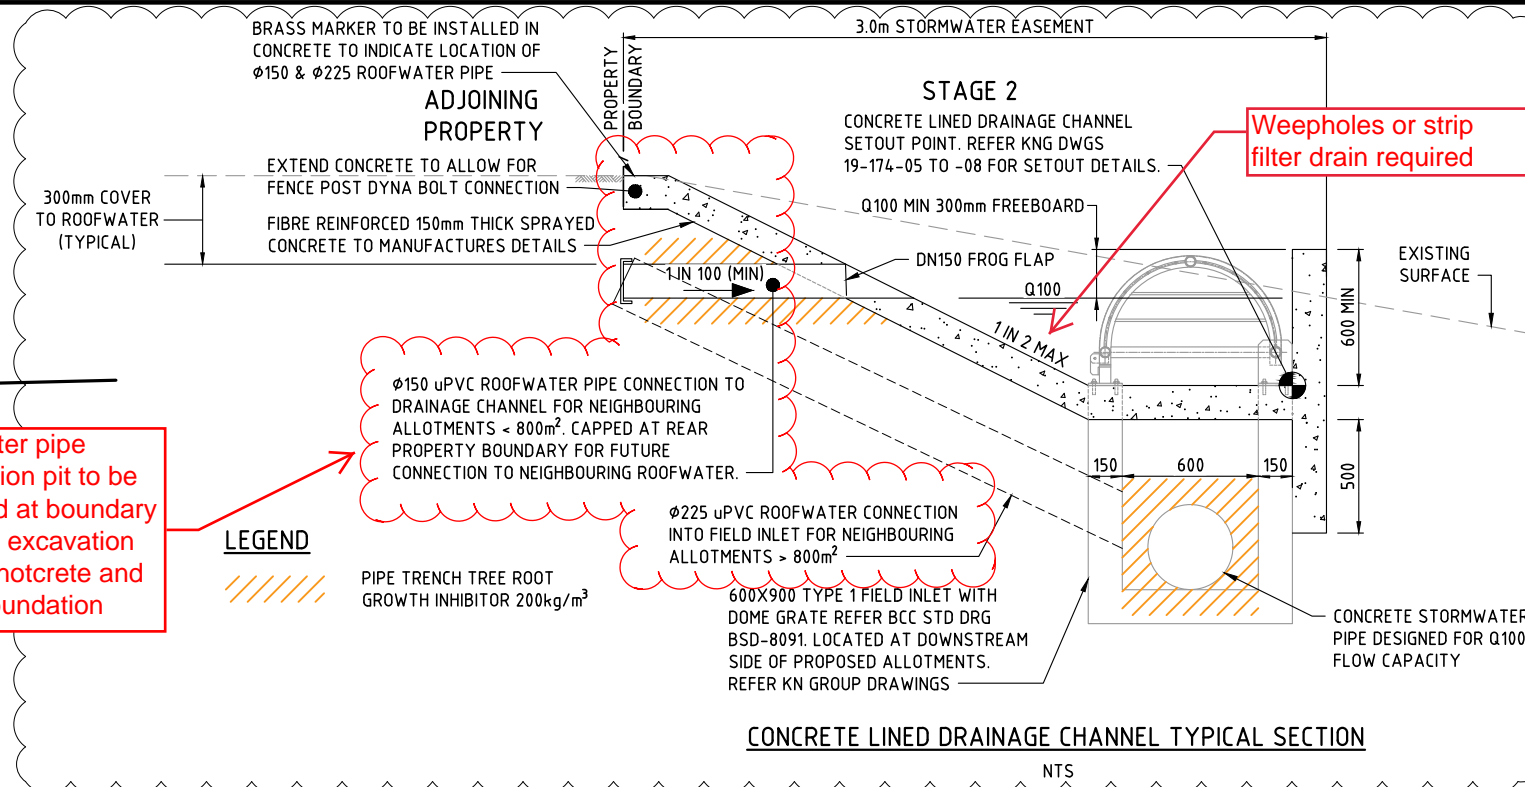 BRASS MARKER TO BE INSTALLED IN
CONCRETE TO INDICATE LOCATION OF
Ø150 & Ø225 ROOFWATER PIPE
ADJOINING
PROPERTY
PROPERTY
BOUNDARY
3.0m STORMWATER EASEMENT
STAGE 2
CONCRETE LINED DRAINAGE CHANNEL
SETOUT POINT. REFER KNG DWGS
19-174-05 TO -08 FOR SETOUT DETAILS.
Weepholes or strip
filter drain required
EXTEND CONCRETE TO ALLOW FOR
FENCE POST DYNA BOLT CONNECTION
300mm COVER
TO ROOFWATER
(TYPICAL)
FIBRE REINFORCED 150mm THICK SPRAYED
CONCRETE TO MANUFACTURES DETAILS
Q100 MIN 300mm FREEBOARD
DN150 FROG FLAP
Q100
1 IN 100 (MIN)
1 IN 2 MAX
EXISTING
SURFACE
600 MIN
500
150
600
150
Ø150 uPVC ROOFWATER PIPE CONNECTION TO
DRAINAGE CHANNEL FOR NEIGHBOURING
ALLOTMENTS < 800m². CAPPED AT REAR
PROPERTY BOUNDARY FOR FUTURE
CONNECTION TO NEIGHBOURING ROOFWATER.
ter pipe
ion pit to be
d at boundary
excavation
hotcrete and
undation
Ø225 uPVC ROOFWATER CONNECTION
INTO FIELD INLET FOR NEIGHBOURING
ALLOTMENTS > 800m²
LEGEND
PIPE TRENCH TREE ROOT
GROWTH INHIBITOR 200kg/m³
600X900 TYPE 1 FIELD INLET WITH
DOME GRATE REFER BCC STD DRG
BSD-8091. LOCATED AT DOWNSTREAM
SIDE OF PROPOSED ALLOTMENTS.
REFER KN GROUP DRAWINGS
CONCRETE STORMWATER
PIPE DESIGNED FOR Q100
FLOW CAPACITY
CONCRETE LINED DRAINAGE CHANNEL TYPICAL SECTION
NTS